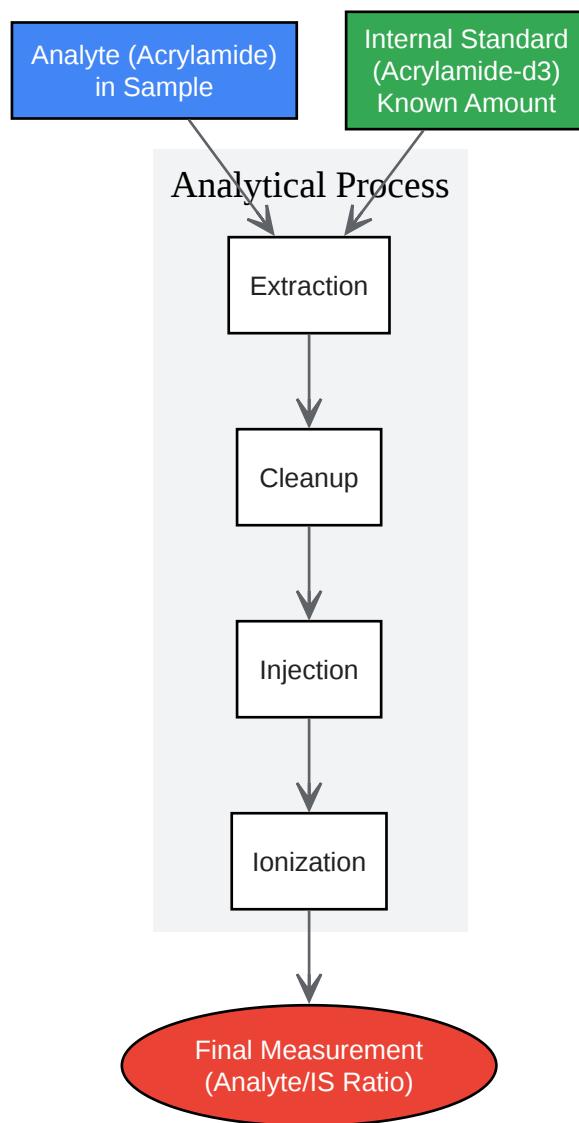 Analyte (Acrylamide)
in Sample
Internal Standard
(Acrylamide-d3)
Known Amount
Analytical Process
Extraction
Cleanup
Injection
Ionization
Final Measurement
(Analyte/IS Ratio)